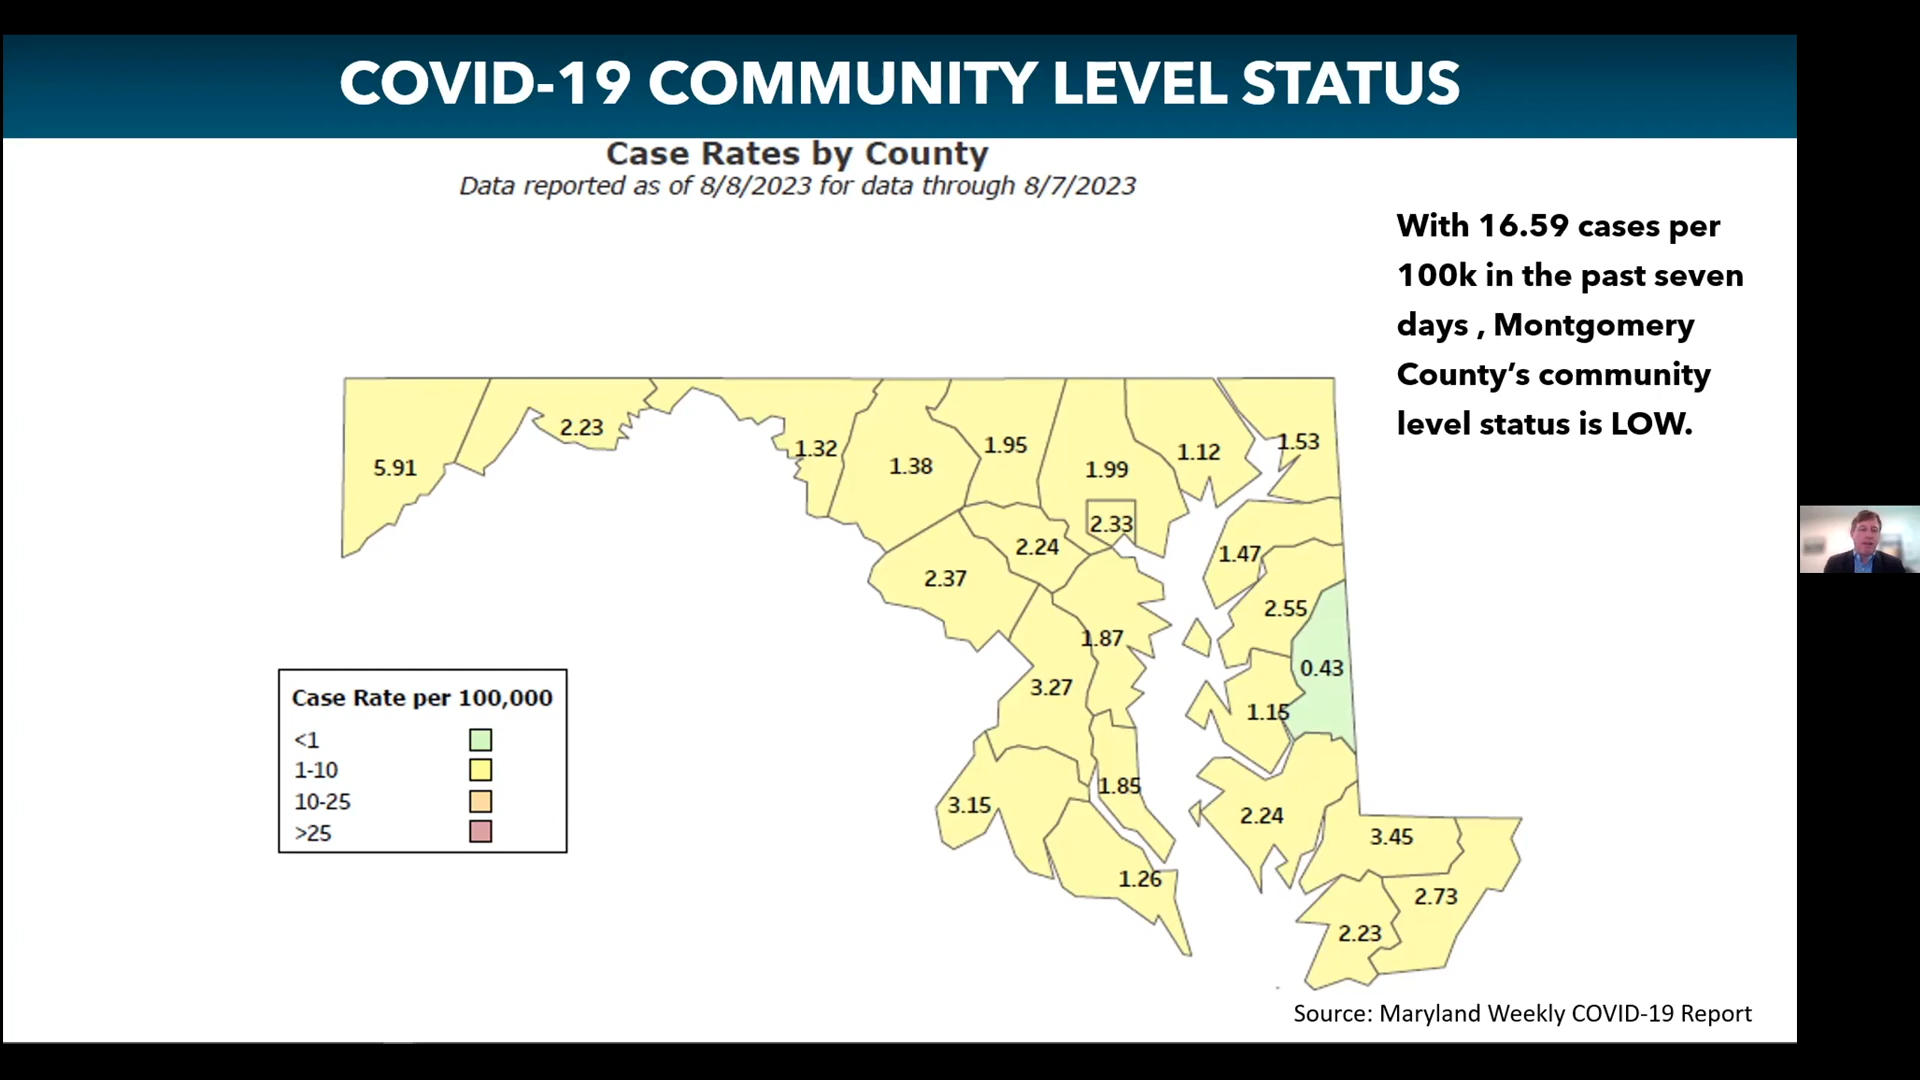 COVID-19 COMMUNITY LEVEL STATUS
Case Rates by County
Data reported as of 8/8/2023 for data through 8/7/2023
With 16.59 cases per
100k in the past seven
days , Montgomery
County’s community
level status is LOW.
5.91
2.23
1.32
1.38
1.95
1.99
1.12
1.53
2.33
2.24
1.47
2.37
2.55
1.87
0.43
3.27
1.15
1.85
3.15
2.24
3.45
1.26
2.73
2.23
Case Rate per 100,000
<1
1-10
10-25
>25
Source: Maryland Weekly COVID-19 Report